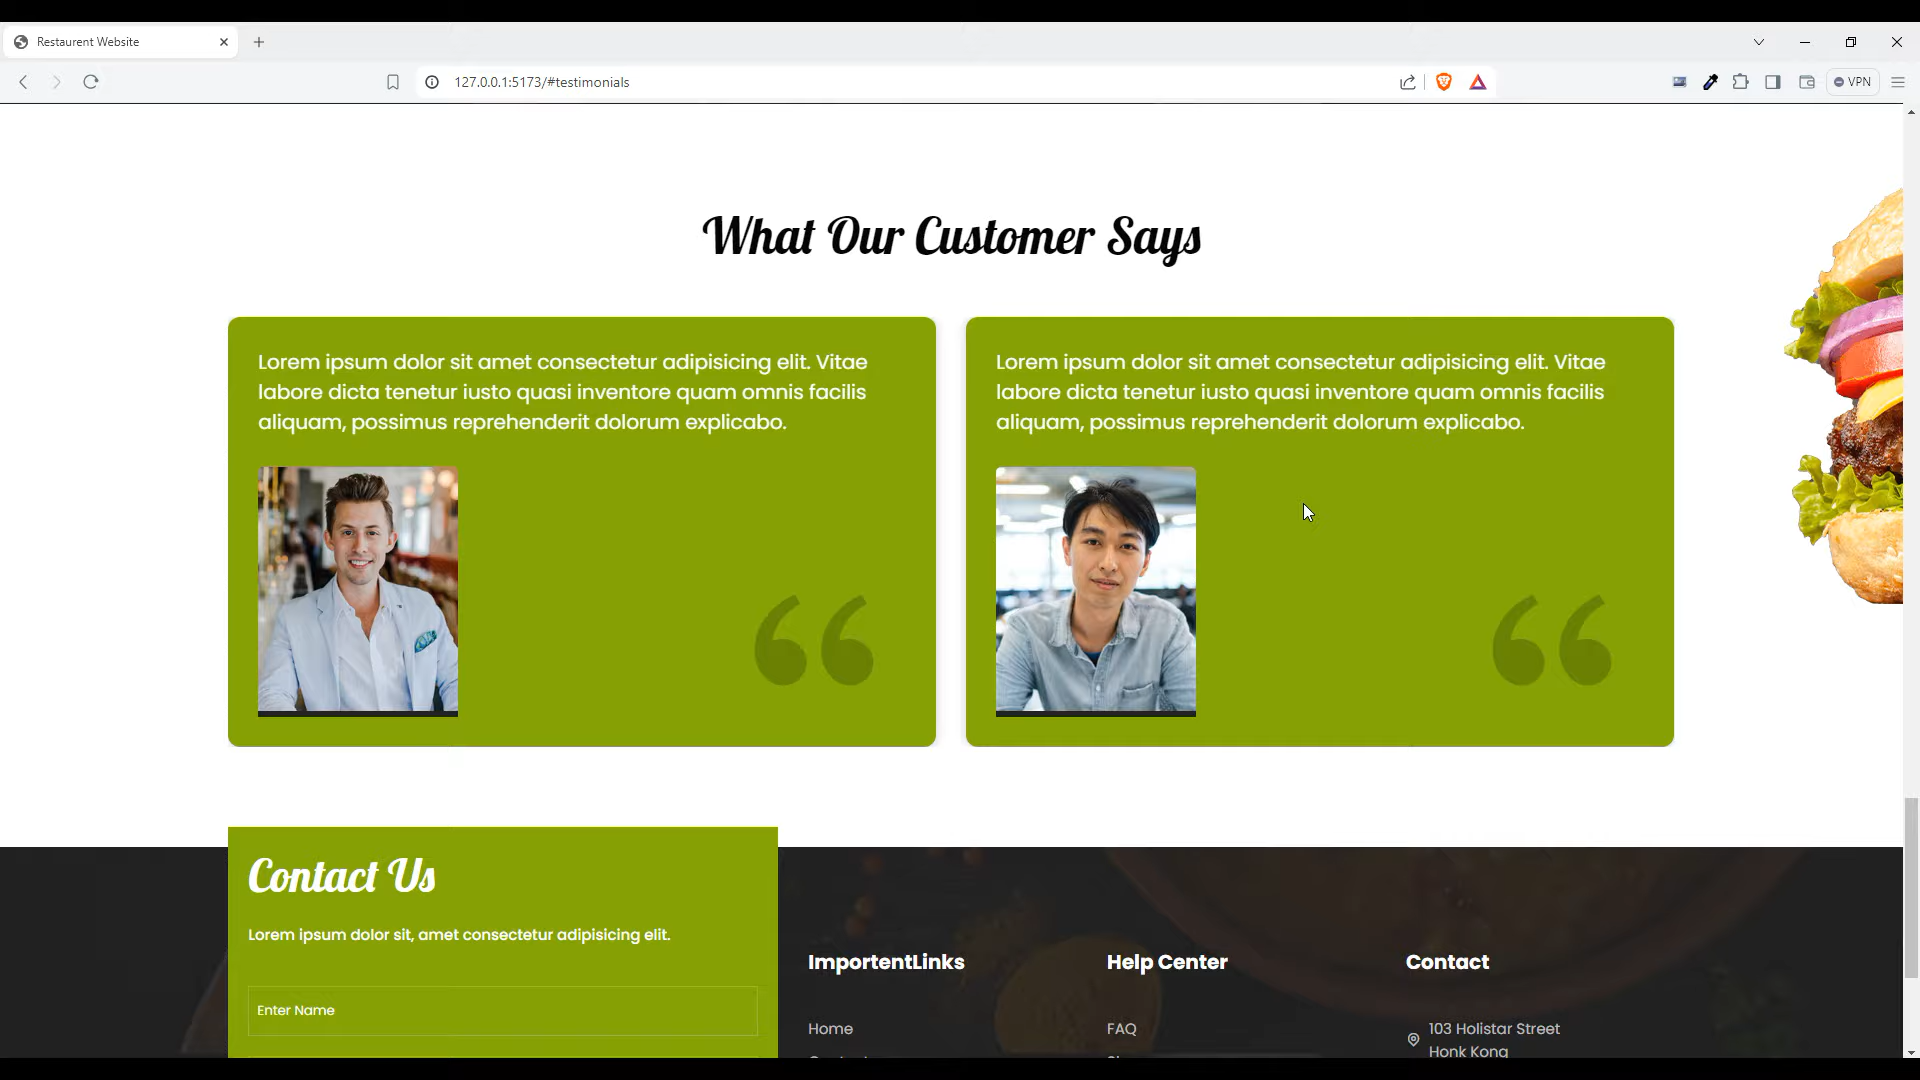 Restaurent Website
127.0.0.1:5173/#testimonials
VPN
What Our Customer Says
Lorem ipsum dolor sit amet consectetur adipisicing elit. Vitae
labore dicta tenetur iusto quasi inventore quam omnis facilis
aliquam, possimus reprehenderit dolorum explicabo.
Lorem ipsum dolor sit amet consectetur adipisicing elit. Vitae
labore dicta tenetur iusto quasi inventore quam omnis facilis
aliquam, possimus reprehenderit dolorum explicabo.
Contact Us
Lorem ipsum dolor sit, amet consectetur adipisicing elit.
Enter Name
ImportentLinks
Home
Help Center
FAQ
Contact
103 Holistar Street
Honk Kong